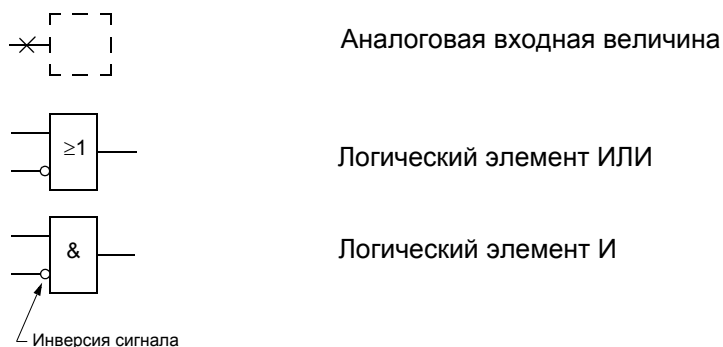 Аналоговая входная величина
≥1
Логический элемент ИЛИ
&
Логический элемент И
Инверсия сигнала